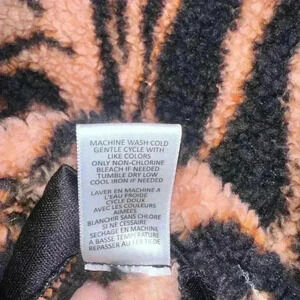 MACHINE WASH COLD
GENTLE CYCLE WITH
LIKE COLORS
ONLY NON-CHLORINE
BLEACH IF NEEDED
TUMBLE DRY LOW
COOL IRON IF NEEDED
LAVER EN MACHINE A
L'EAU FROIDE
CYCLE DOUX
AVEC LES COULEURS
AIMEES
BLANCHIR SANS CHLORE
SI NE CESSAIRE
SECHAGE EN MACHINE
A BASSE TEMPERATURE
REPASSER AU FER TIEDE